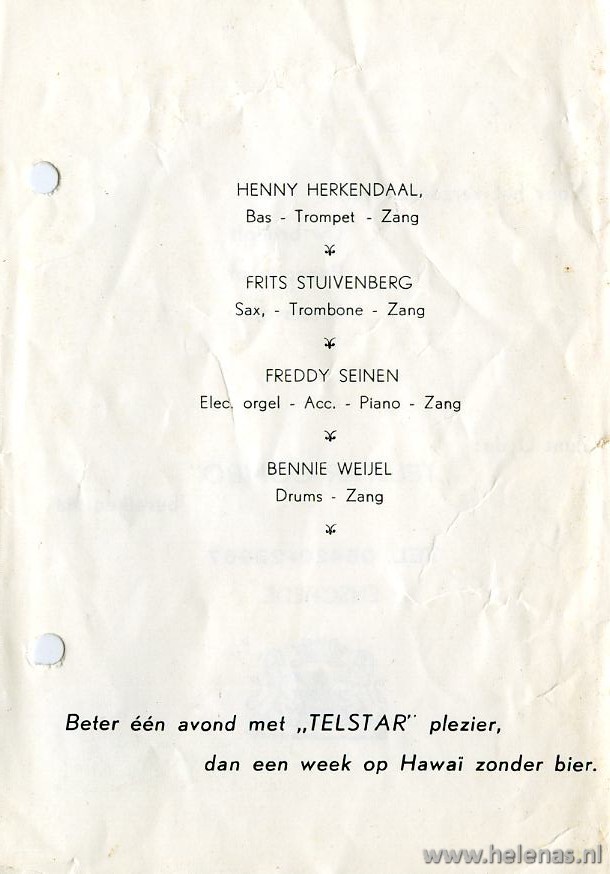 HENNY HERKENDAAL,
Bas - Trompet - Zang
FRITS STUIVENBERG
Sax, - Trombone - Zang
FREDDY SEINEN
Elec. orgel - Acc. - Piano - Zang
BENNIE WEIJEL
Drums - Zang
Beter één avond met „TELSTAR" plezier,
dan een week op Hawaï zonder bier.
www.helenas.nl